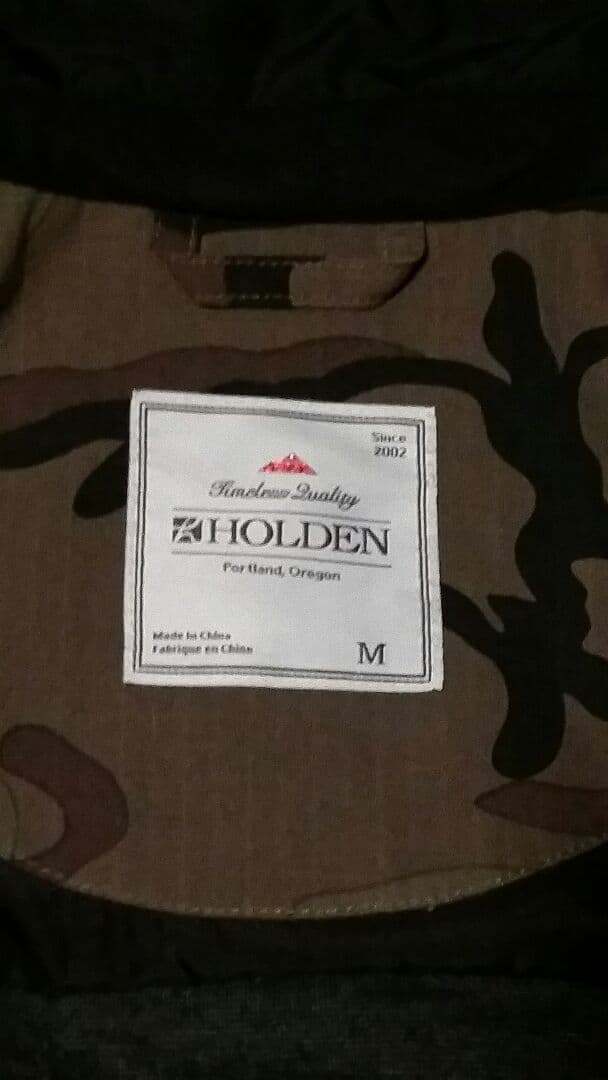 Since
2002
Timeless Quality
HOLDEN
Portland, Oregon
Made In China
Fabrique en Chine
M